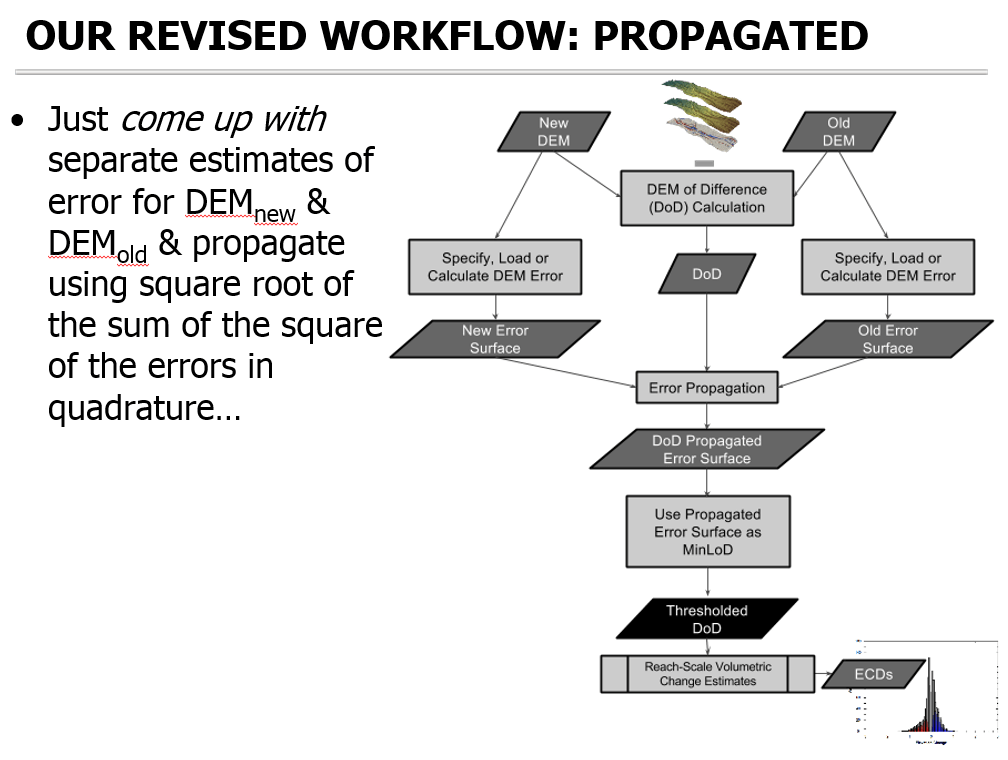 OUR REVISED WORKFLOW: PROPAGATED
• Just come up with
separate estimates of
error for DEMnew &
DEMold & propagate
using square root of
the sum of the square
of the errors in
quadrature…
New
DEM
Old
DEM
DEM of Difference
(DoD) Calculation
Specify, Load or
Calculate DEM Error
DoD
Specify, Load or
Calculate DEM Error
New Error
Surface
Old Error
Surface
Error Propagation
DoD Propagated
Error Surface
Use Propagated
Error Surface as
MinLoD
Thresholded
DoD
Reach-Scale Volumetric
Change Estimates
ECDs